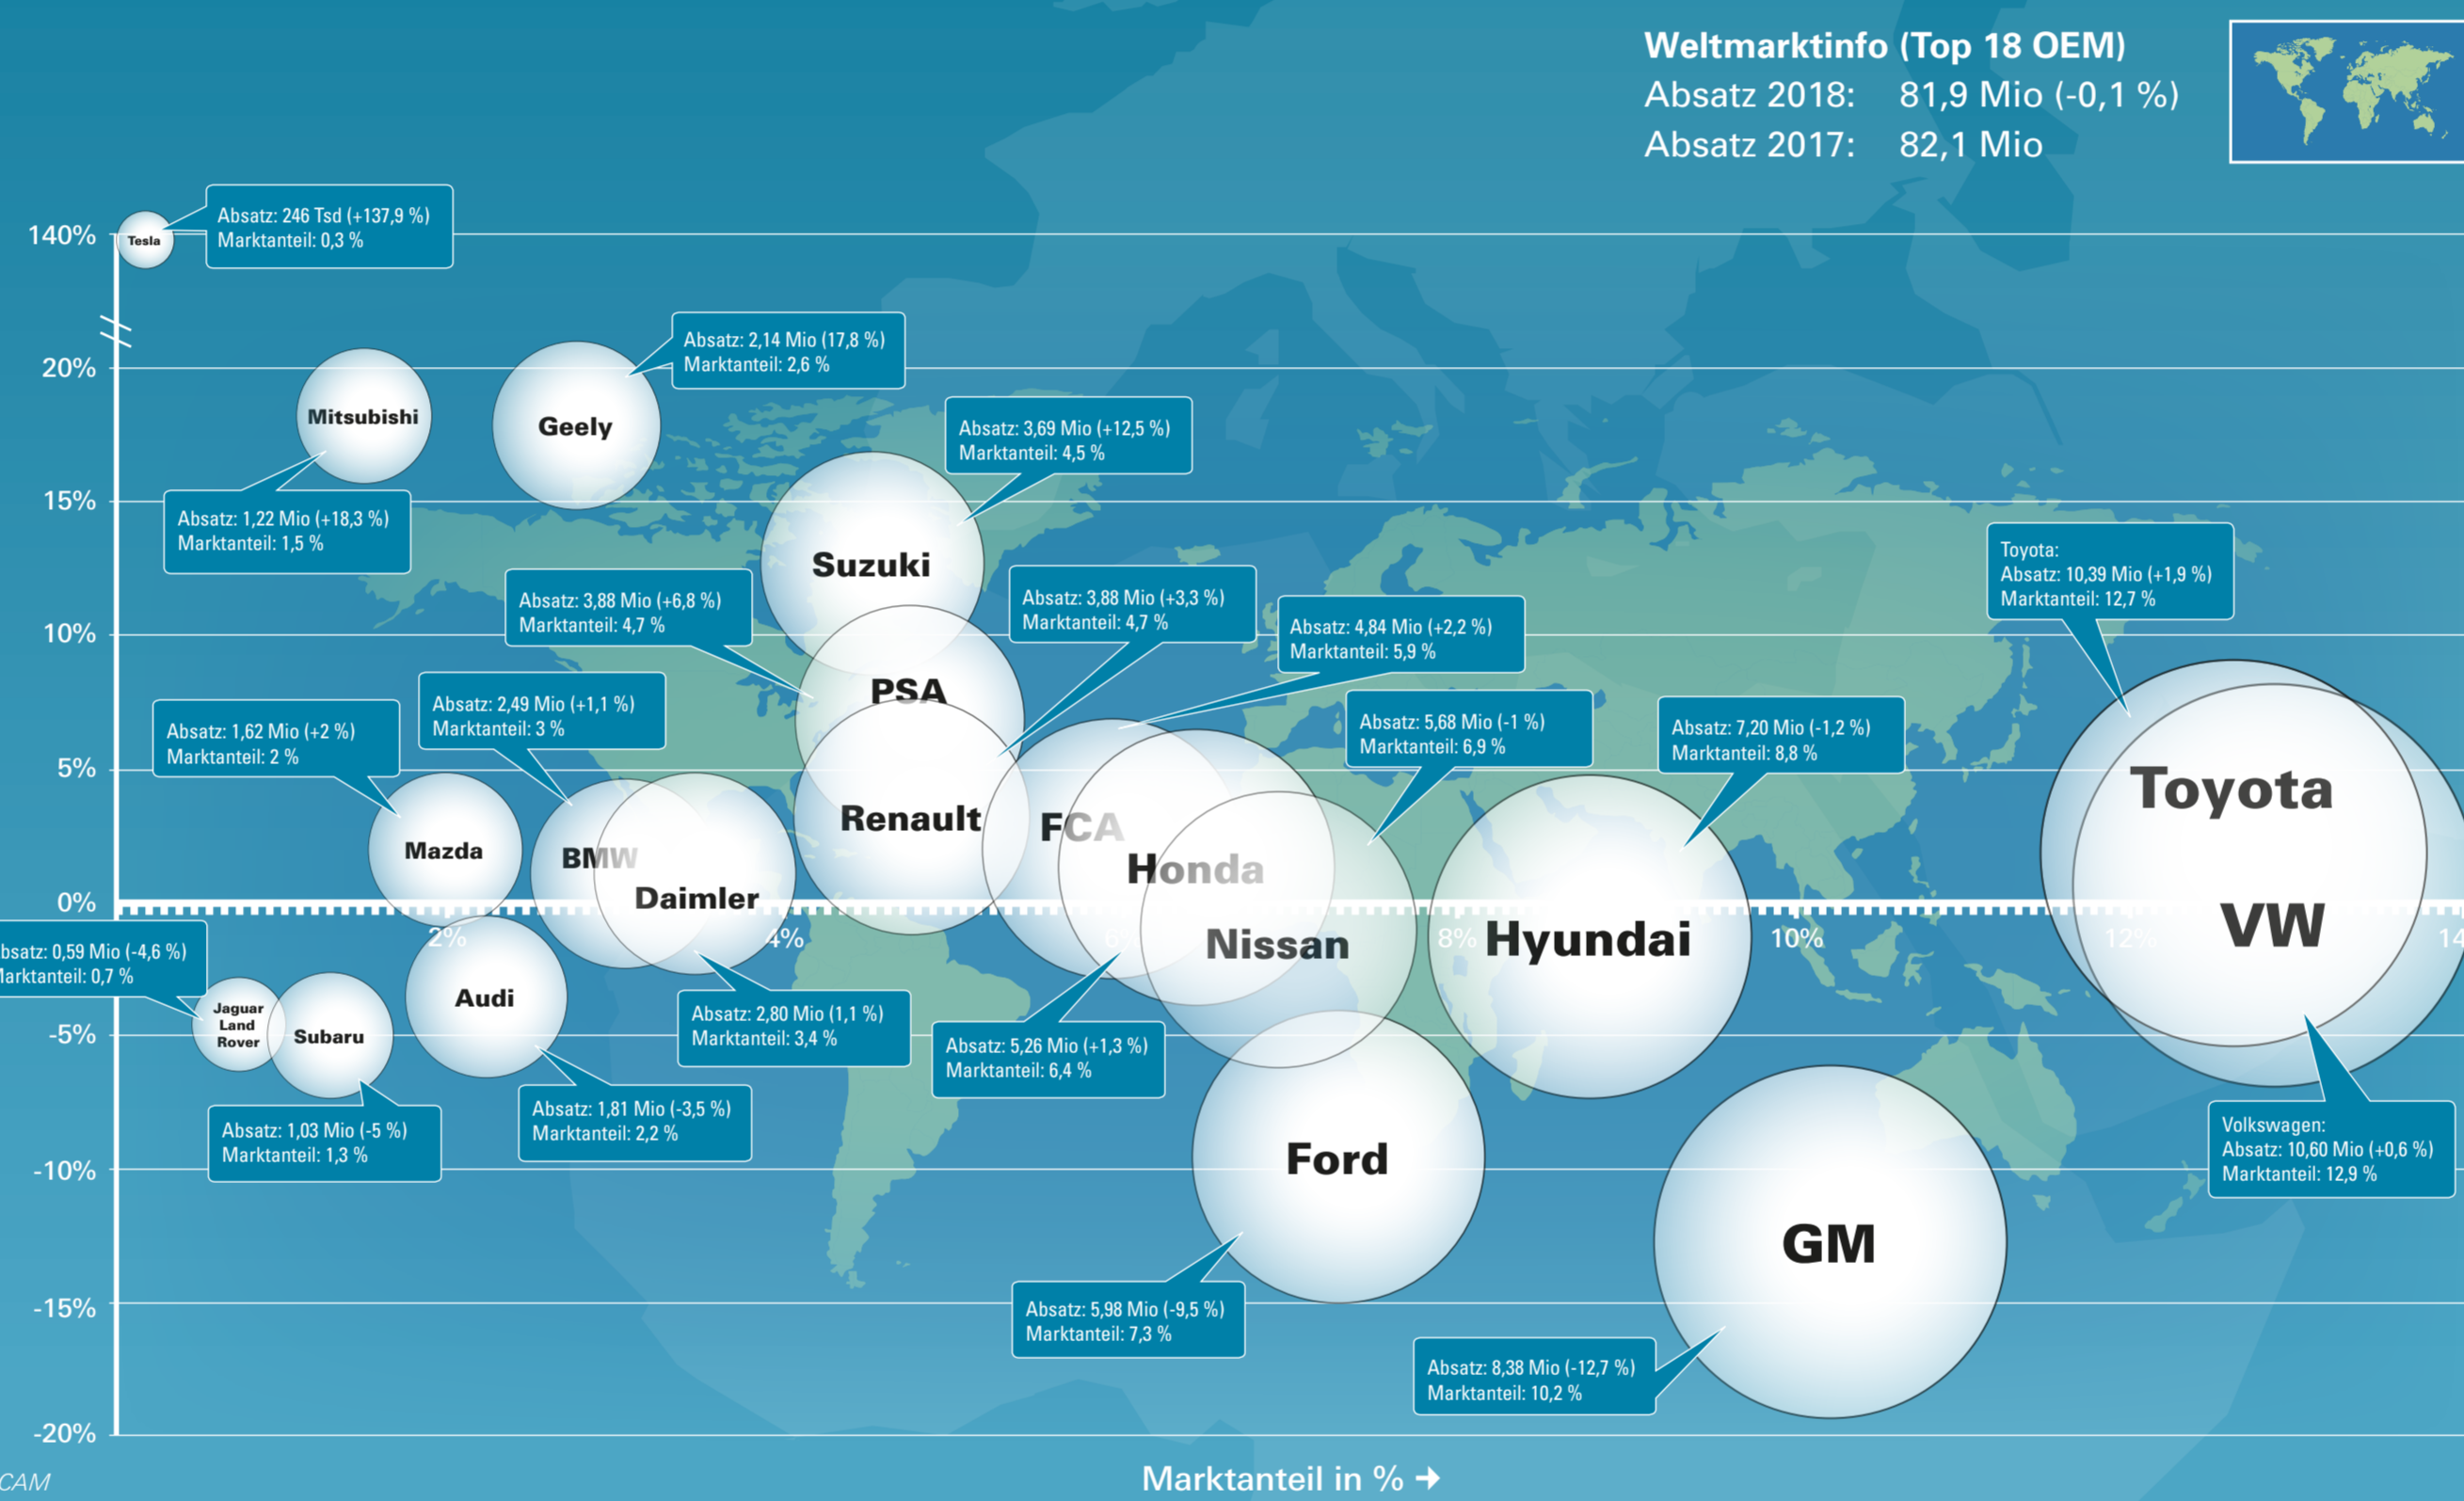 Weltmarktinfo (Top 18 OEM)
Absatz 2018: 81,9 Mio (-0,1 %)
Absatz 2017: 82,1 Mio
140%
Tesla
Absatz: 246 Tsd (+137,9 %)
Marktanteil: 0,3 %
20%
Mitsubishi
Geely
Absatz: 2,14 Mio (17,8 %)
Marktanteil: 2,6 %
Absatz: 3,69 Mio (+12,5 %)
Marktanteil: 4,5 %
15%
Absatz: 1,22 Mio (+18,3 %)
Marktanteil: 1,5 %
Suzuki
Toyota:
Absatz: 10,39 Mio (+1,9 %)
Marktanteil: 12,7 %
Absatz: 3,88 Mio (+6,8 %)
Marktanteil: 4,7 %
Absatz: 3,88 Mio (+3,3 %)
Marktanteil: 4,7 %
Absatz: 4,84 Mio (+2,2 %)
Marktanteil: 5,9 %
10%
PSA
Absatz: 1,62 Mio (+2 %)
Marktanteil: 2 %
Absatz: 2,49 Mio (+1,1 %)
Marktanteil: 3 %
Absatz: 5,68 Mio (-1 %)
Marktanteil: 6,9 %
Absatz: 7,20 Mio (-1,2 %)
Marktanteil: 8,8 %
5%
Toyota
Renault
FCA
Mazda
BMW
Honda
Daimler
0%
2%
4%
6%
8%
10%
12%
14
Hyundai
Nissan
VW
bsatz: 0,59 Mio (-4,6 %)
arktanteil: 0,7 %
Jaguar
Land
Rover
Subaru
Audi
-5%
Absatz: 2,80 Mio (1,1 %)
Marktanteil: 3,4 %
Absatz: 5,26 Mio (+1,3 %)
Marktanteil: 6,4 %
Absatz: 1,03 Mio (-5 %)
Marktanteil: 1,3 %
Absatz: 1,81 Mio (-3,5 %)
Marktanteil: 2,2 %
Volkswagen:
Absatz: 10,60 Mio (+0,6 %)
Marktanteil: 12,9 %
-10%
Ford
GM
-15%
Absatz: 5,98 Mio (-9,5 %)
Marktanteil: 7,3 %
Absatz: 8,38 Mio (-12,7 %)
Marktanteil: 10,2 %
-20%
CAM
Marktanteil in % →